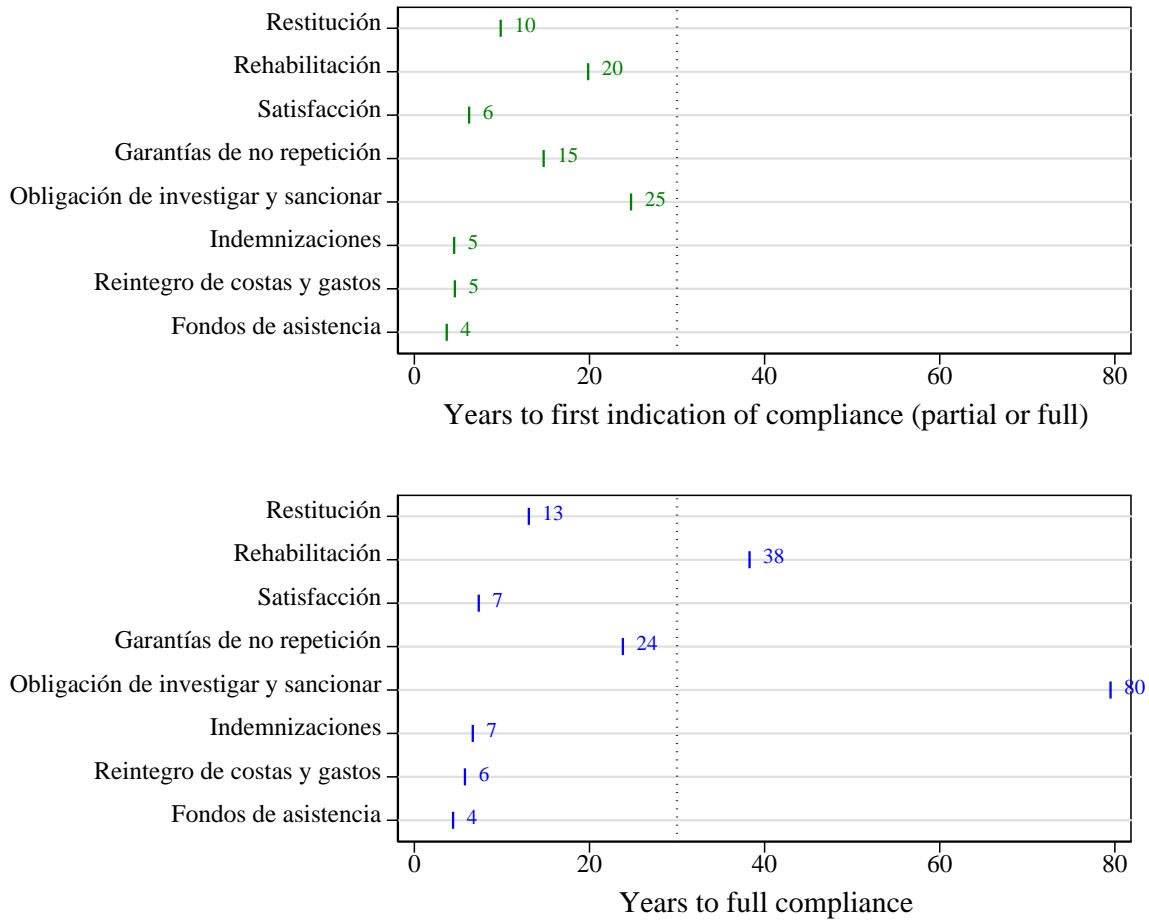 Restitución 10
Rehabilitación 20
Satisfacción 6
Garantías de no repetición 15
Obligación de investigar y sancionar 25
Indemnizaciones 5
Reintegro de costas y gastos 5
Fondos de asistencia 4
0 20 40 60 80
Years to first indication of compliance (partial or full)
Restitución 13
Rehabilitación 38
Satisfacción 7
Garantías de no repetición 24
Obligación de investigar y sancionar 80
Indemnizaciones 7
Reintegro de costas y gastos 6
Fondos de asistencia 4
0 20 40 60 80
Years to full compliance